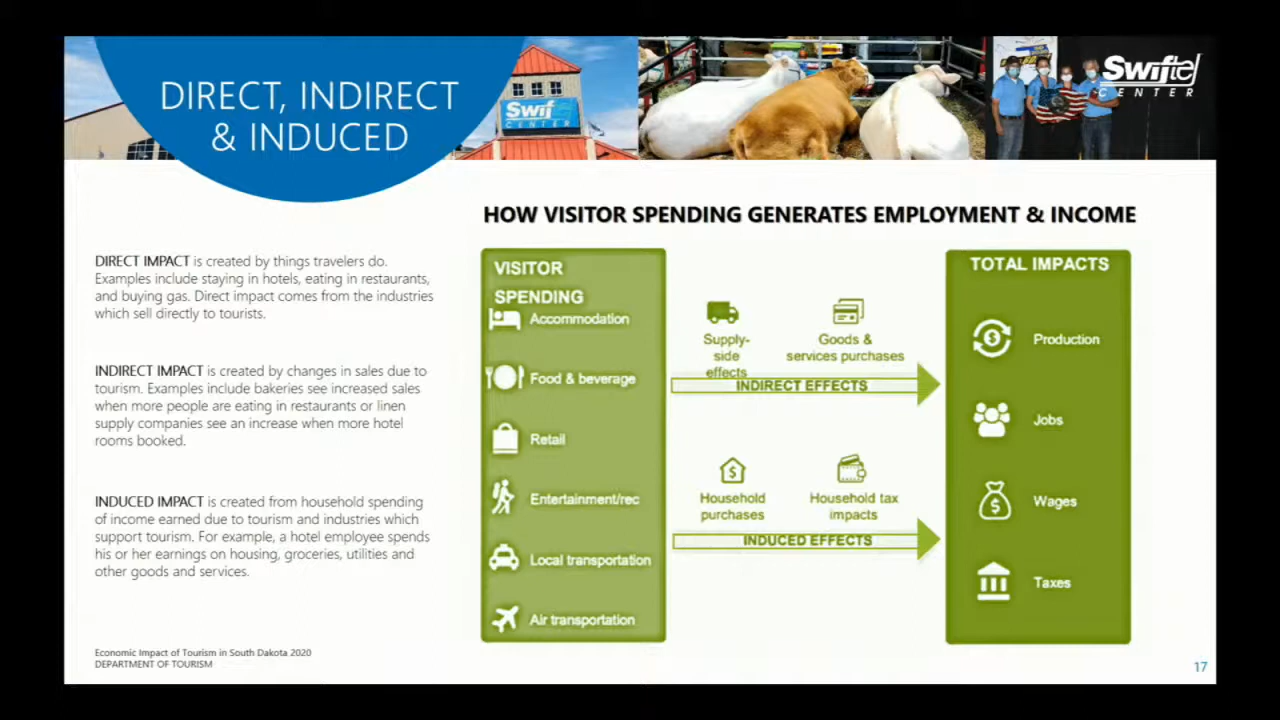 DIRECT, INDIRECT
& INDUCED
Swif
CENTER
Swiftel
CENTER
HOW VISITOR SPENDING GENERATES EMPLOYMENT & INCOME
DIRECT IMPACT is created by things travelers do.
Examples include staying in hotels, eating in restaurants,
and buying gas. Direct impact comes from the industries
which sell directly to tourists.
INDIRECT IMPACT is created by changes in sales due to
tourism. Examples include bakeries see increased sales
when more people are eating in restaurants or linen
supply companies see an increase when more hotel
rooms booked.
INDUCED IMPACT is created from household spending
of income earned due to tourism and industries which
support tourism. For example, a hotel employee spends
his or her earnings on housing, groceries, utilities and
other goods and services.
VISITOR
SPENDING
Accommodation
Food & beverage
Retail
Entertainment/rec
Local transportation
Air transportation
Supply-
side
effects
Goods &
services purchases
INDIRECT EFFECTS
Household
purchases
Household tax
impacts
INDUCED EFFECTS
TOTAL IMPACTS
Production
Jobs
Wages
Taxes
Economic Impact of Tourism in South Dakota 2020
DEPARTMENT OF TOURISM
17